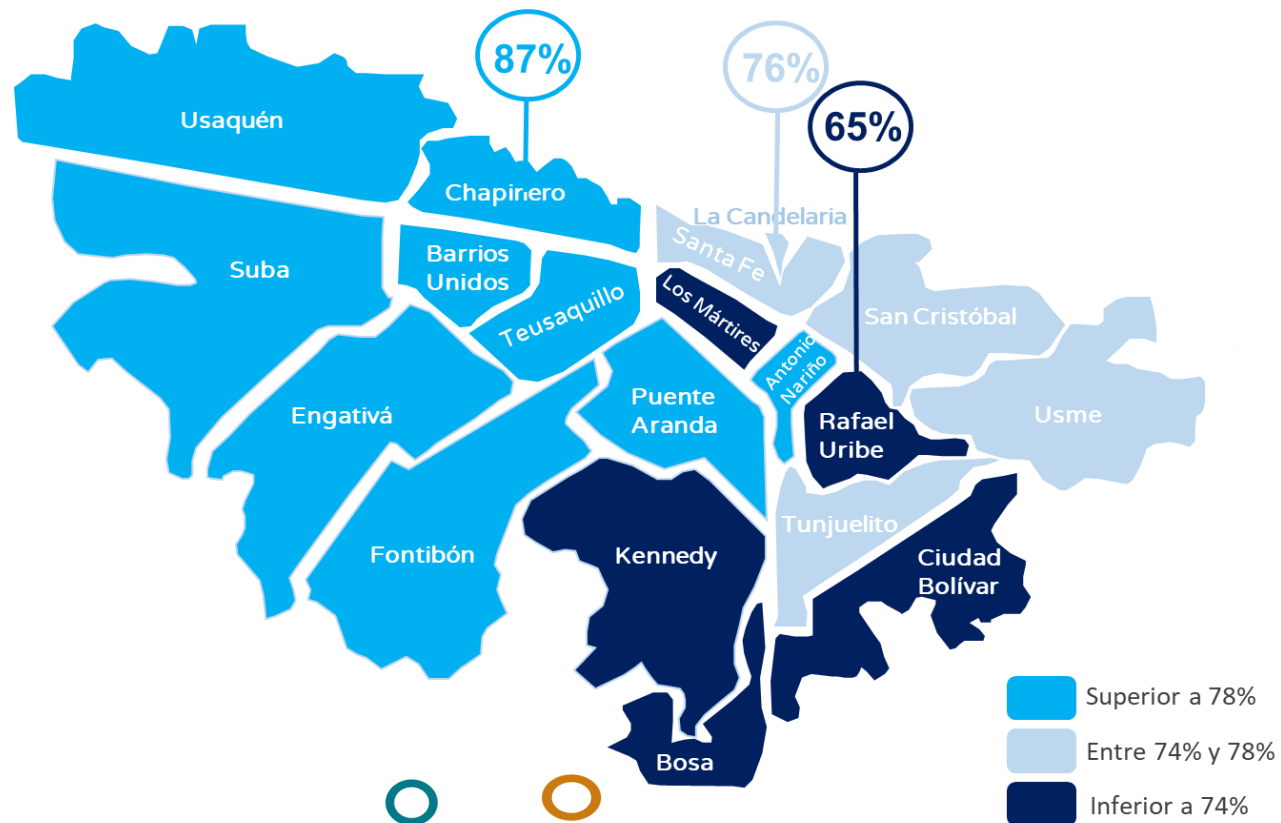 87%
76%
65%
Usaquén
Chapinero
La Candelaria
Santa Fe
Suba
Barrios
Unidos
Teusaquillo
Los Mártires
San Cristóbal
Antonio
Nariño
Engativá
Puente
Aranda
Rafael
Uribe
Usme
Tunjuelito
Fontibón
Kennedy
Ciudad
Bolívar
Bosa
Superior a 78%
Entre 74% y 78%
Inferior a 74%